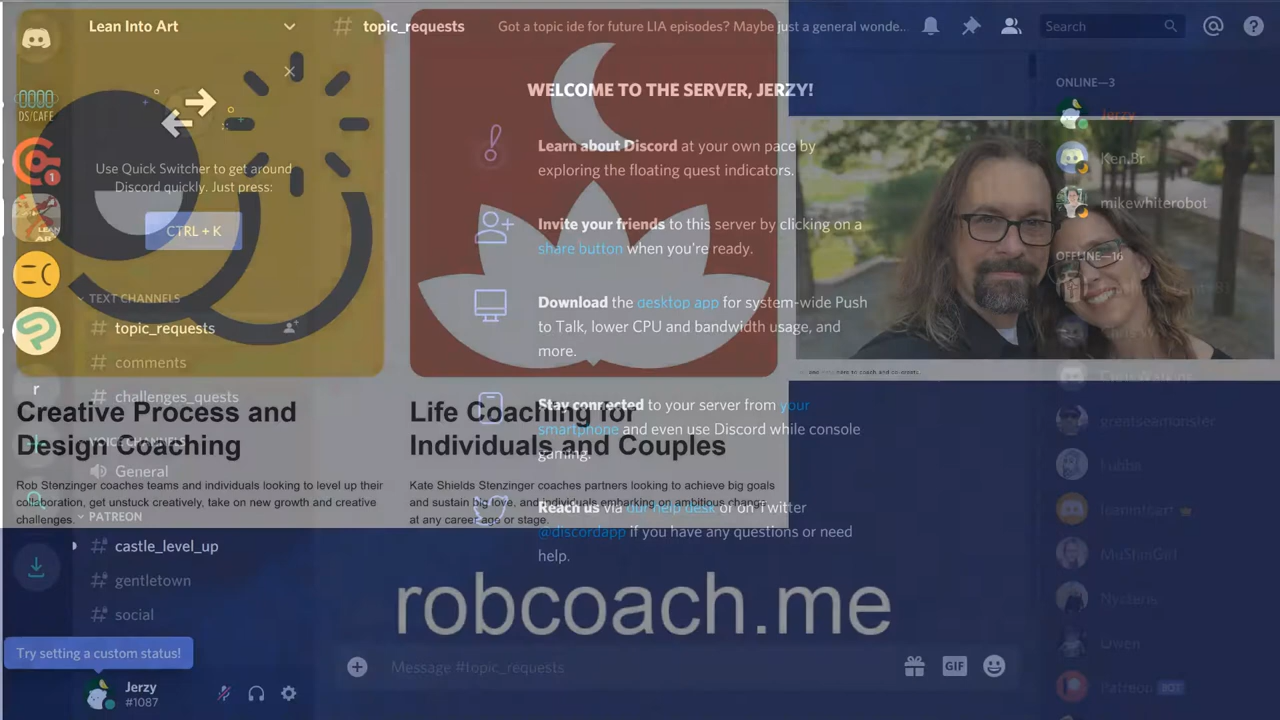 Lean Into Art
topic_requests
Got a topic ide for future LIA episodes? Maybe just a general wonde...
Search
WELCOME TO THE SERVER, JERZY!
Use Quick Switcher to get around
Discord quickly. Just press:
CTRL + K
DS/CAFE
1
LEAN
TEXT CHANNELS
topic_requests
comments
challenges_quests
VOICE CHANNELS
General
PATREON
castle_level_up
gentletown
social
Try setting a custom status!
Jerzy
#1087
Learn about Discord at your own pace by
exploring the floating quest indicators.
Invite your friends to this server by clicking on a
share button when you're ready.
Download the desktop app for system-wide Push
to Talk, lower CPU and bandwidth usage, and
more.
Stay connected to your server from your
smartphone and even use Discord while console
gaming.
Reach us via our help desk or on Twitter
@discordapp if you have any questions or need
help.
Message #topic_requests
GIF
Creative Process and
Design Coaching
Rob Stenzinger coaches teams and individuals looking to level up their
collaboration, get unstuck creatively, take on new growth and creative
challenges.
Life Coaching for
Individuals and Couples
Kate Shields Stenzinger coaches partners looking to achieve big goals
and sustain big love, and individuals embarking on ambitious change
at any career age or stage.
robcoach.me
ONLINE—3
Jerzy
Ken.Br
mikewhiterobot
OFFLINE—16
greatseamonster
Nystens
Owen
Patreon BOT